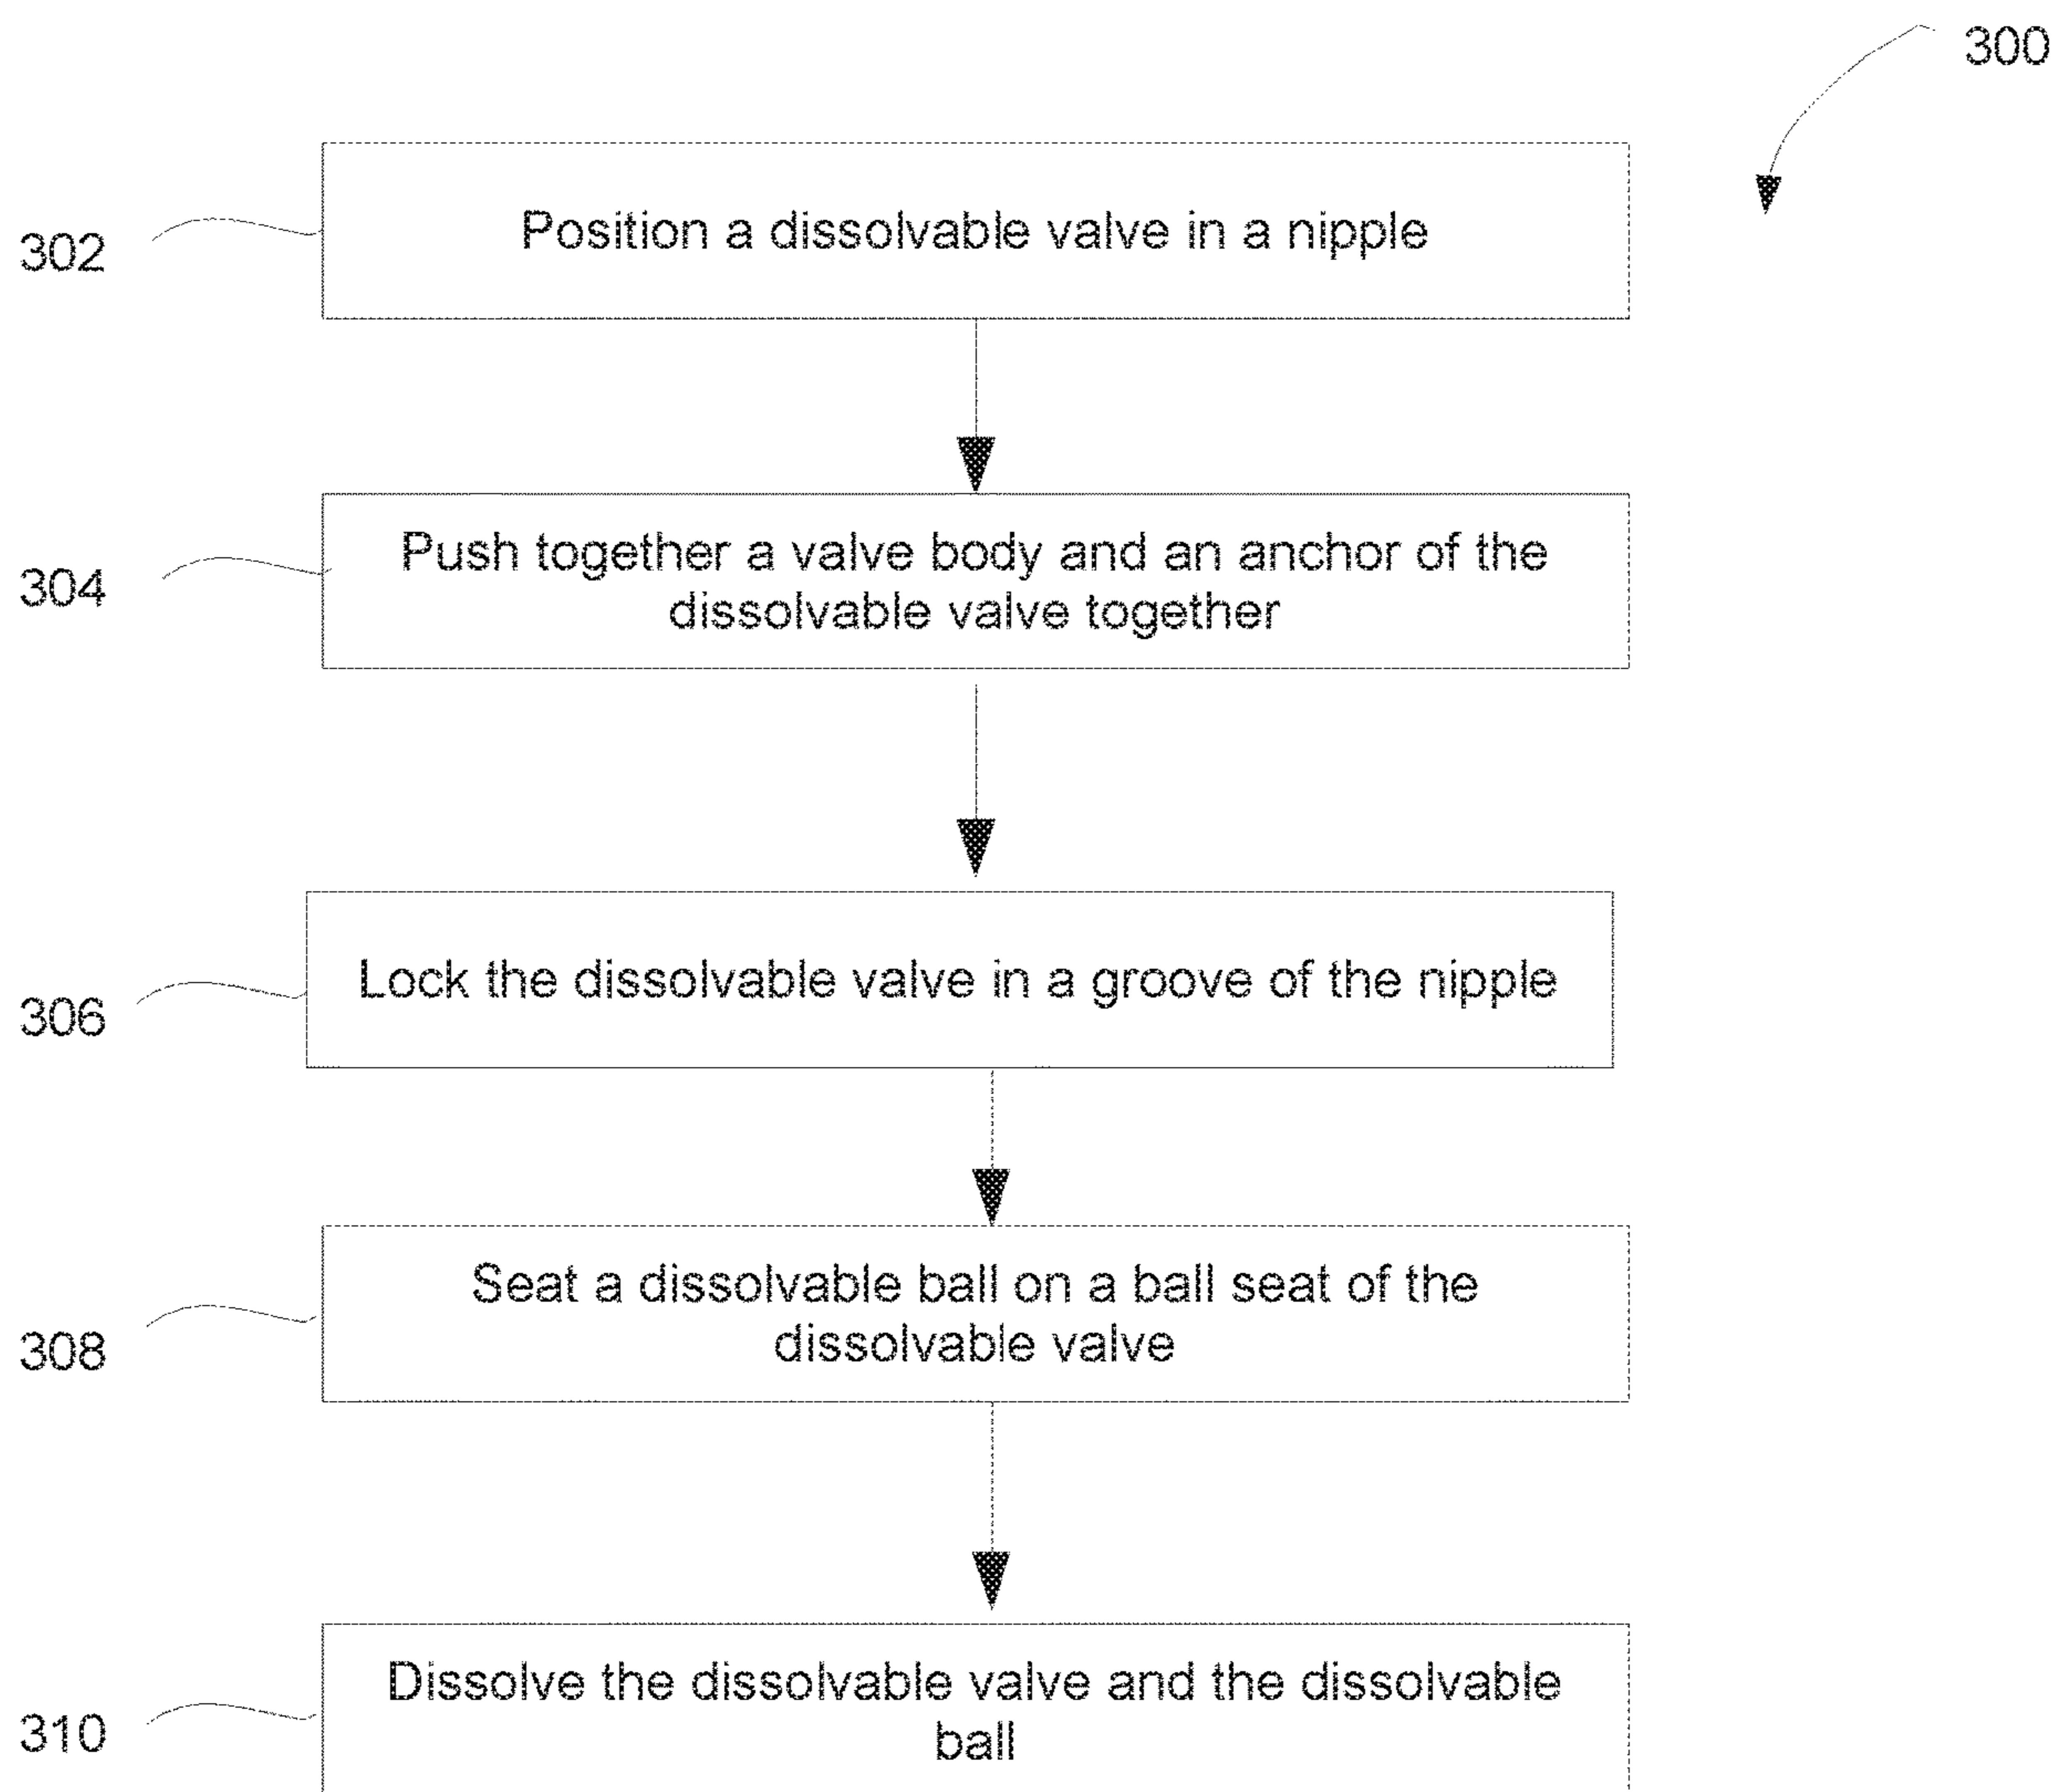 300
Position a dissolvable valve in a nipple
302
Push together a valve body and an anchor of the
dissolvable valve together
304
Lock the dissolvable valve in a groove of the nipple
306
Seat a dissolvable ball on a ball seat of the
dissolvable valve
308
Dissolve the dissolvable valve and the dissolvable
ball
310